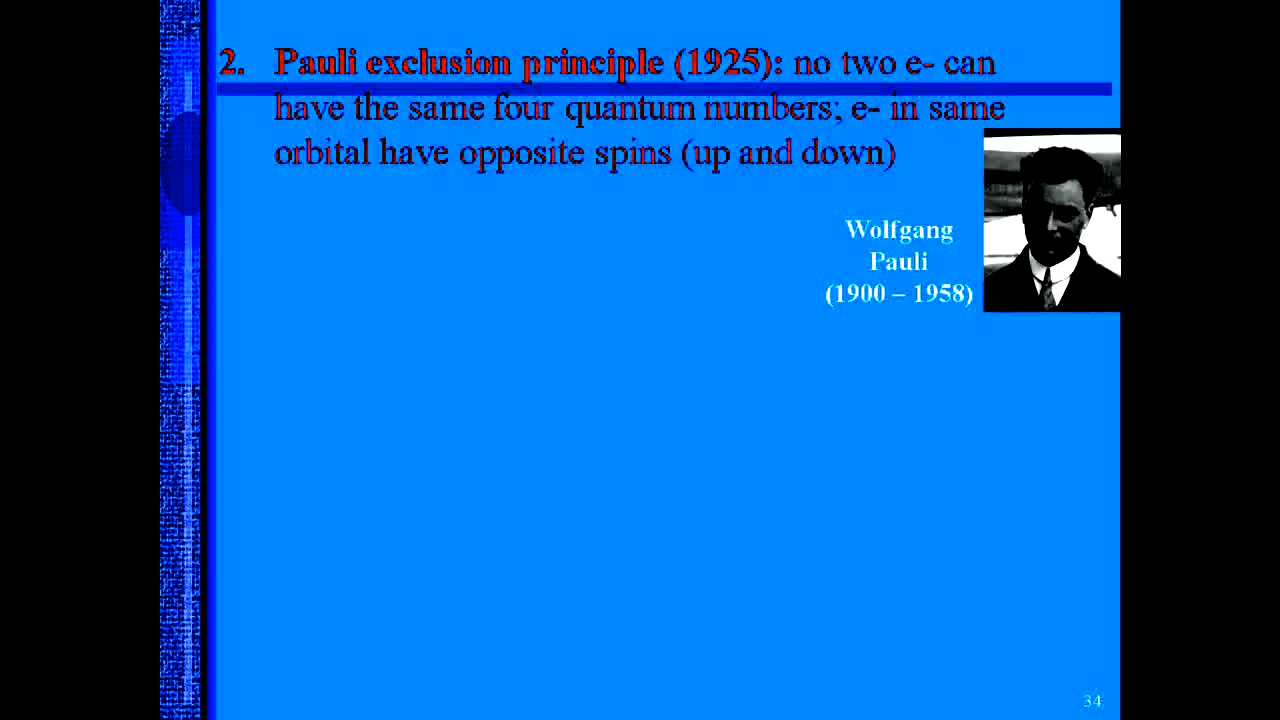 2. Pauli exclusion principle (1925): no two e- can
have the same four quantum numbers; e- in same
orbital have opposite spins (up and down)
Wolfgang
Pauli
(1900 – 1958)
34